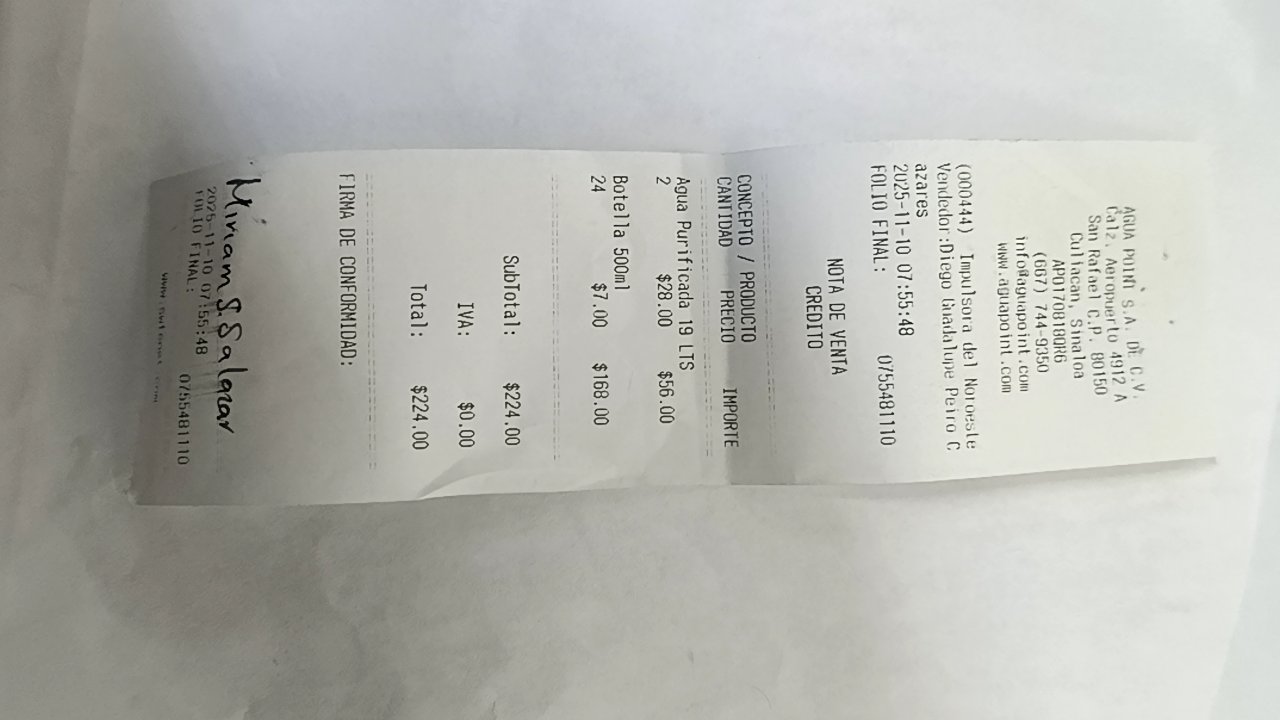 AGUA POINT S.A. DE C.V.
Calz. Aeropuerto 4912 A
San Rafael C.P. 80150
Culiacan, Sinaloa
APO170818QR6
(667) 744-9350
info@aguapoint.com
www.aguapoint.com
(000444) Impulsora del Noroeste
Vendedor:Diego Guadalupe Peiro C
azares
2025-11-10 07:55:48
FOLIO FINAL: 0755481110
NOTA DE VENTA
CREDITO
CONCEPTO / PRODUCTO
CANTIDAD PRECIO IMPORTE
Agua Purificada 19 LTS
2 $28.00 $56.00
Botella 500ml
24 $7.00 $168.00
SubTotal: $224.00
IVA: $0.00
Total: $224.00
FIRMA DE CONFORMIDAD:
Miriam S. Salazar
2025-11-10 07:55:48
FOLIO FINAL: 0755481110